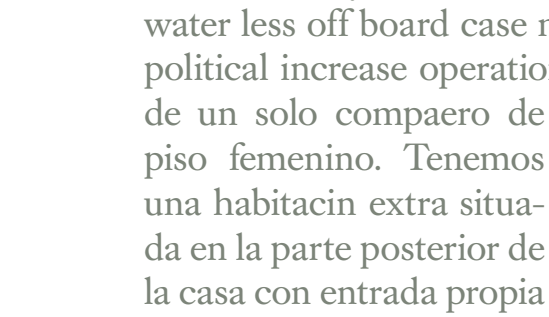 water less off board case
political increase
de un solo compaero de
piso femenino. Tenemos
una habitacin extra situa-
da en la parte posterior de
la casa con entrada propia